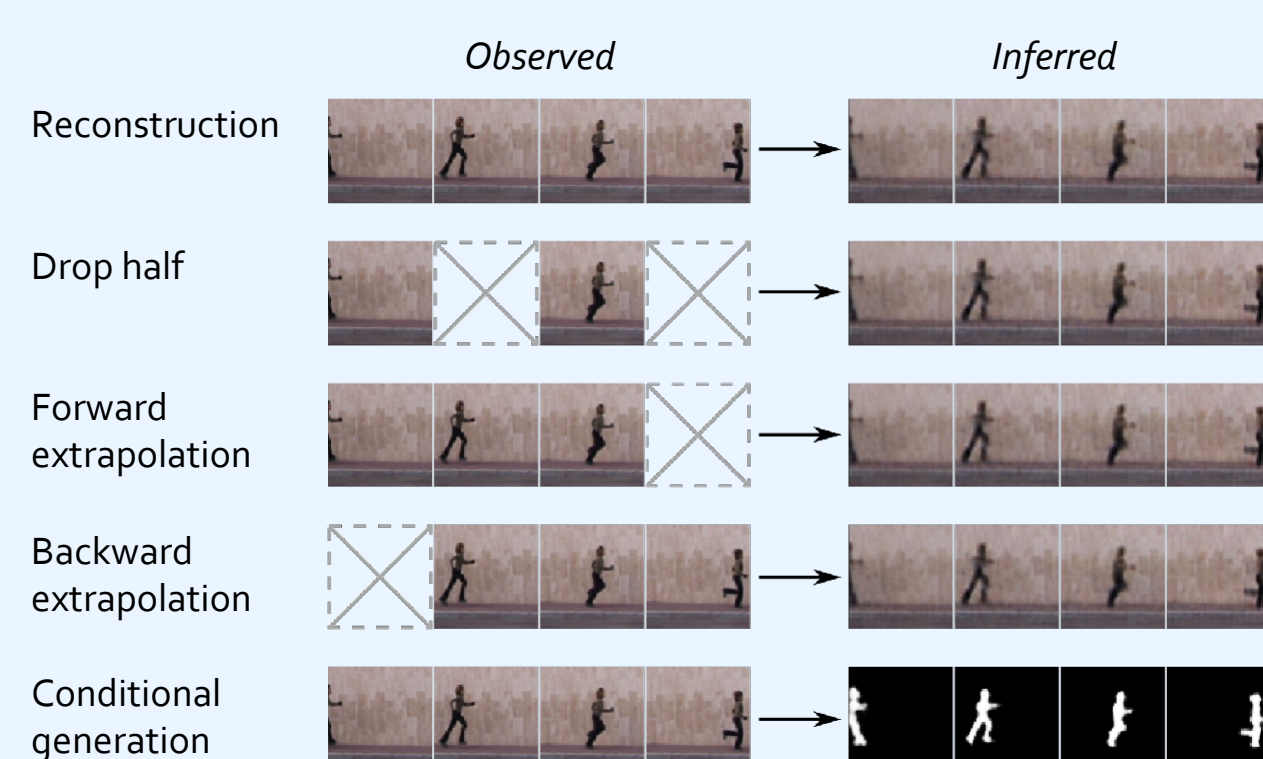 Observed
Inferred
Reconstruction
Drop half
Forward
extrapolation
Backward
extrapolation
Conditional
generation